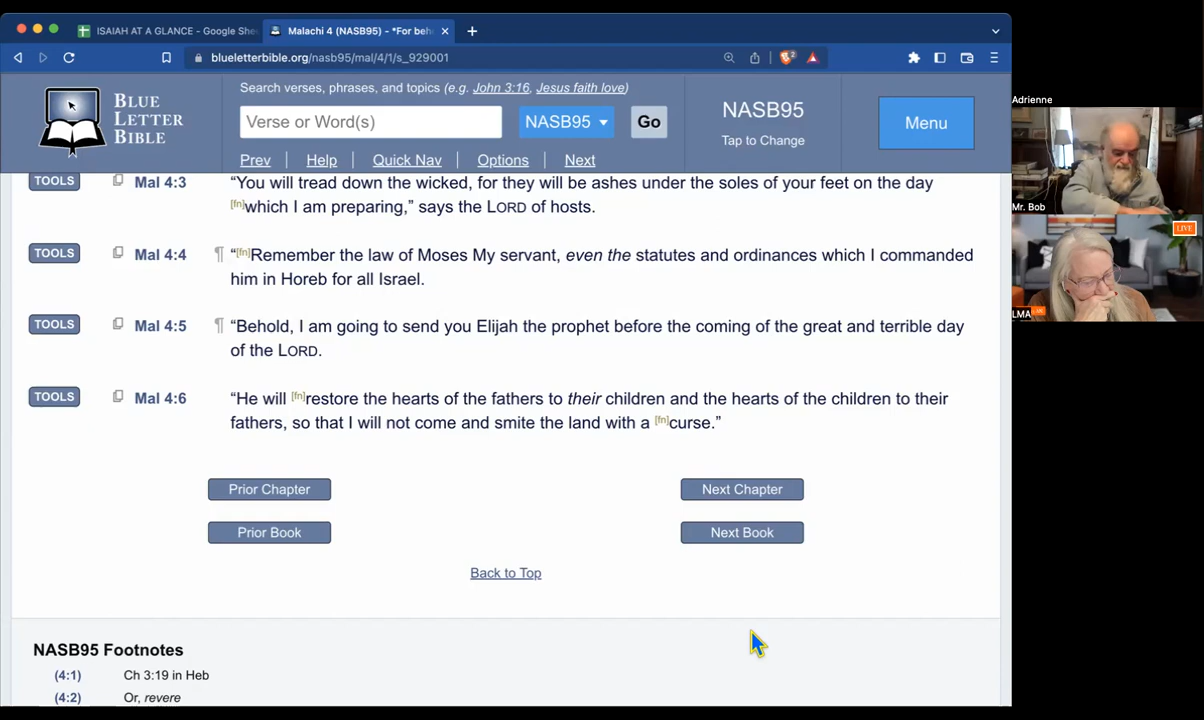 ISAIAH AT A GLANCE - Google She
Malachi 4 (NASB95) - "For beh
blueletterbible.org/nasb95/mal/4/1/s_929001
2
BLUE
LETTER
BIBLE
Search verses, phrases, and topics (e.g. John 3:16, Jesus faith love)
Verse or Word(s)
NASB95
Go
Prev | Help | Quick Nav | Options | Next
NASB95
Tap to Change
Menu
Adrienne
Mr. Bob
LIVE
LMA
TOOLS Mal 4:3 “You will tread down the wicked, for they will be ashes under the soles of your feet on the day
[fn]which I am preparing,” says the LORD of hosts.
TOOLS Mal 4:4 ¶ “[fn]Remember the law of Moses My servant, even the statutes and ordinances which I commanded
him in Horeb for all Israel.
TOOLS Mal 4:5 ¶ “Behold, I am going to send you Elijah the prophet before the coming of the great and terrible day
of the LORD.
TOOLS Mal 4:6 “He will [fn]restore the hearts of the fathers to their children and the hearts of the children to their
fathers, so that I will not come and smite the land with a [fn]curse.”
Prior Chapter Next Chapter
Prior Book Next Book
Back to Top
NASB95 Footnotes
(4:1) Ch 3:19 in Heb
(4:2) Or, revere